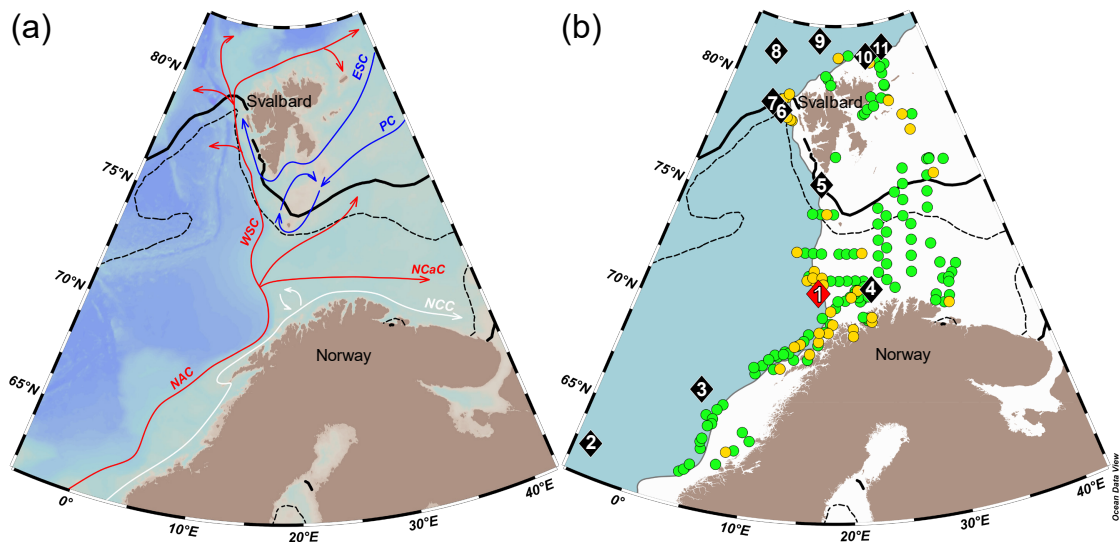 (a)
80°N
75°N
70°N
65°N
0°
10°E
20°E
30°E
40°E
Svalbard
ESC
PC
WSC
NCaC
NCC
Norway
NAC
(b)
80°N
75°N
70°N
65°N
0°
10°E
20°E
30°E
40°E
9
8
11
10
7
6
Svalbard
5
1
4
Norway
3
2
Ocean Data View